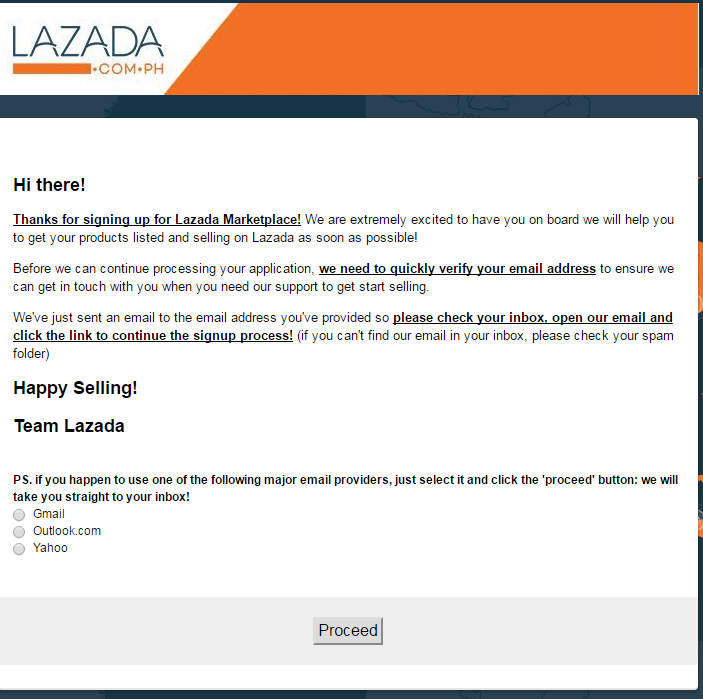 LAZADA
•COM•PH
Hi there!
Thanks for signing up for Lazada Marketplace! We are extremely excited to have you on board we will help you
to get your products listed and selling on Lazada as soon as possible!
Before we can continue processing your application, we need to quickly verify your email address to ensure we
can get in touch with you when you need our support to get start selling.
We've just sent an email to the email address you've provided so please check your inbox, open our email and
click the link to continue the signup process! (if you can't find our email in your inbox, please check your spam
folder)
Happy Selling!
Team Lazada
PS. if you happen to use one of the following major email providers, just select it and click the 'proceed' button: we will
take you straight to your inbox!
Gmail
Outlook.com
Yahoo
Proceed